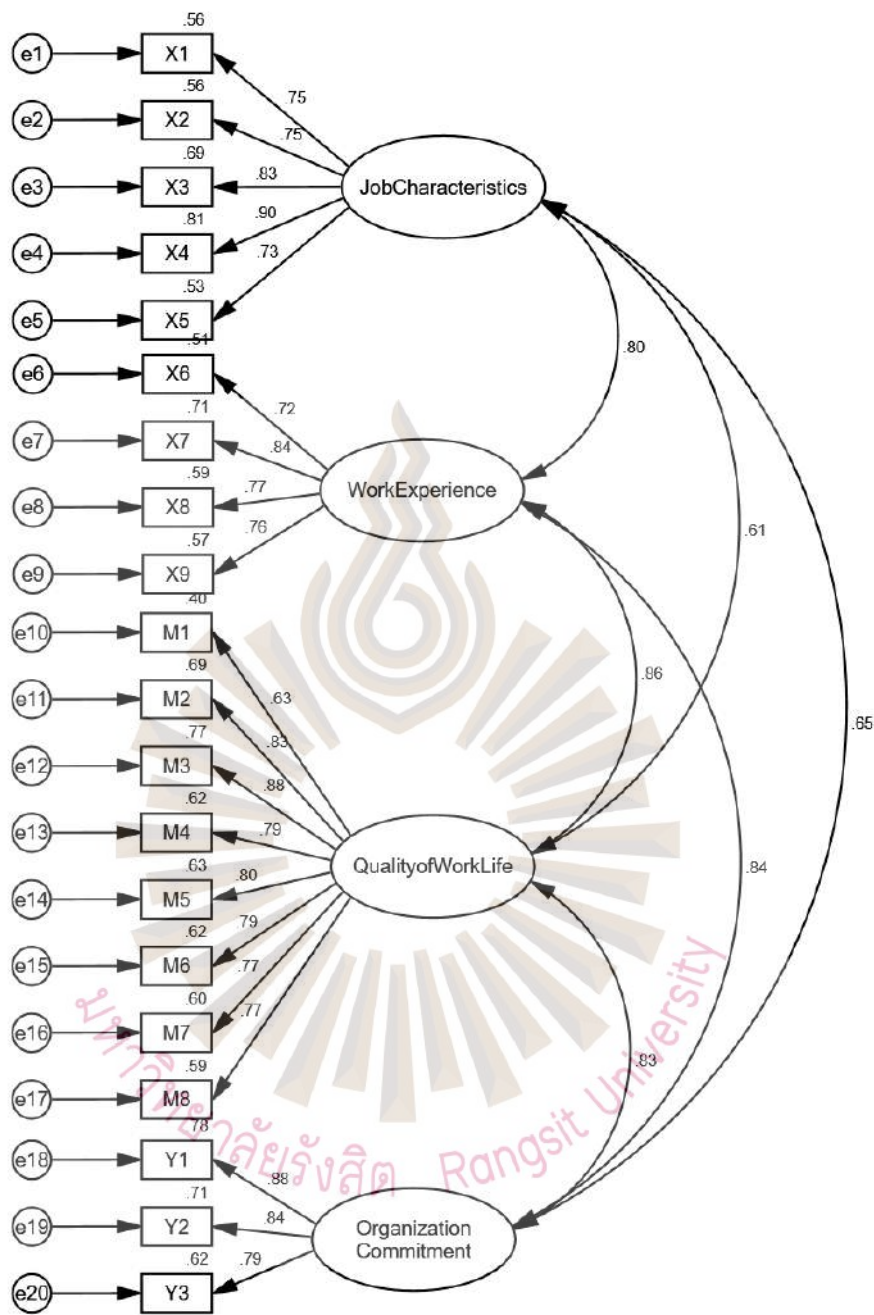 .56
e1 X1
.75
.56
e2 X2
.75
.69
e3 X3
.83
JobCharacteristics
.81
.90
e4 X4
.73
.53
e5 X5
.51
.80
e6 X6
.72
.71
e7 X7
.84
.59
WorkExperience
e8 X8
.77
.76
.61
.57
e9 X9
.40
e10 M1
.69
.63
.86
e11 M2
.83
.65
.77
e12 M3
.88
.62
e13 M4
.79
.63
QualityofWorkLife
.84
.80
e14 M5
.62
.79
e15 M6
.77
.60
.77
e16 M7
.59
.83
e17 M8
.78
e18 Y1
.88
.71
e19 Y2
.84
Organization
Commitment
.62
.79
e20 Y3
มหาวิทยาลัยรังสิต Rangsit University